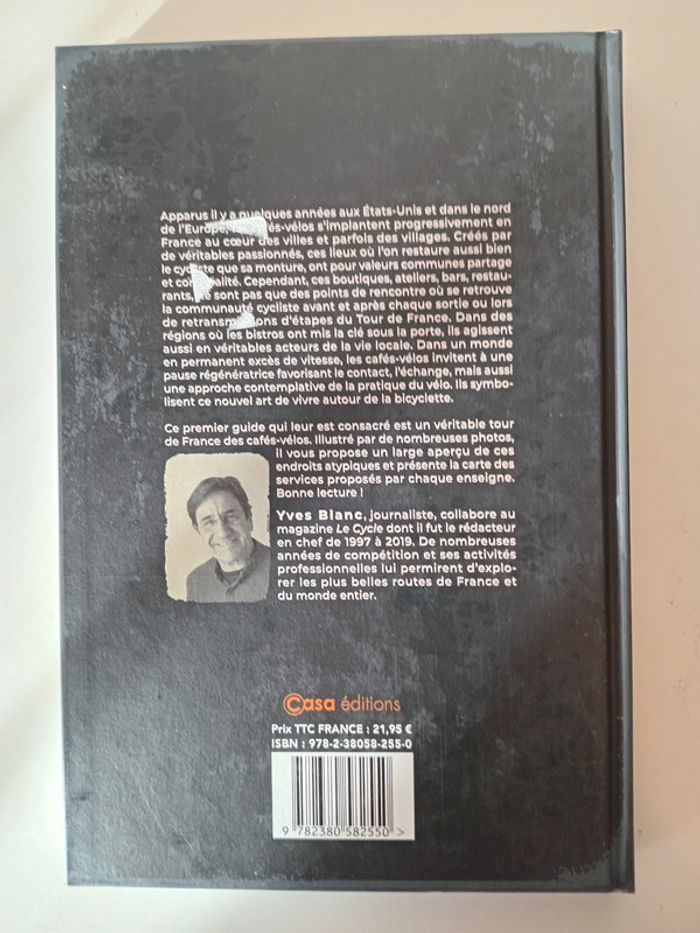 Apparus il y a quelques années aux États-Unis et dans le nord
de l'Europe, cafés-vélos s'implantent progressivement en
France au cœur des villes et parfois des villages. Créés par
de véritables passionnés, ces lieux où l'on restaure aussi bien
le cycliste que sa monture, ont pour valeurs communes partage
et convivialité. Cependant, ces boutiques, ateliers, bars, restau-
rants, ne sont pas que des points de rencontre où se retrouve
la communauté cycliste avant et après chaque sortie ou lors
de retransmissions d'étapes du Tour de France. Dans des
régions où les bistros ont mis la clé sous la porte, ils agissent
aussi en véritables acteurs de la vie locale. Dans un monde
en permanent excès de vitesse, les cafés-vélos invitent à une
pause régénératrice favorisant le contact, l'échange, mais aussi
une approche contemplative de la pratique du vélo. Ils symbo-
lisent ce nouvel art de vivre autour de la bicyclette.
Ce premier guide qui leur est consacré est un véritable tour
de France des cafés-vélos. Illustré par de nombreuses photos,
il vous propose un large aperçu de ces
endroits atypiques et présente la carte des
services proposés par chaque enseigne.
Bonne lecture !
Yves Blanc, journaliste, collabore au
magazine Le Cycle dont il fut le rédacteur
en chef de 1997 à 2019. De nombreuses
années de compétition et ses activités
professionnelles lui permirent d'explo-
rer les plus belles routes de France et
du monde entier.
Casa éditions
Prix TTC FRANCE : 21,95 €
ISBN : 978-2-38058-255-0
9 782380 582550 >